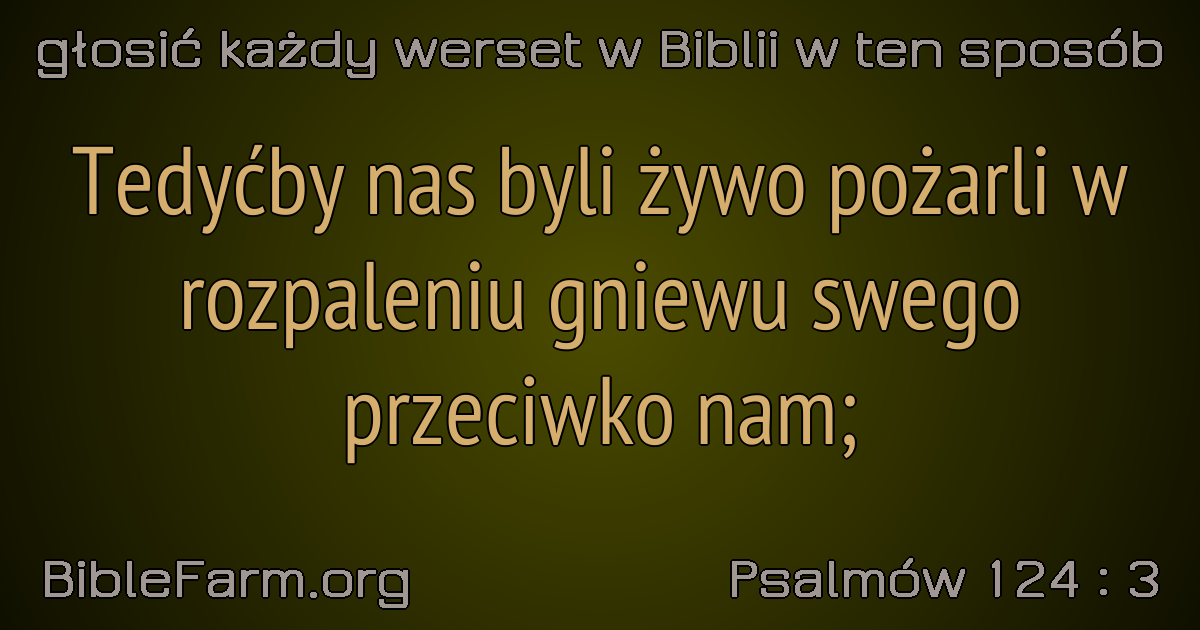 głosić każdy werset w Biblii w ten sposób
Tedyćby nas byli żywo pożarli w
rozpaleniu gniewu swego
przeciwko nam;
BibleFarm.org
Psalmów 124 : 3